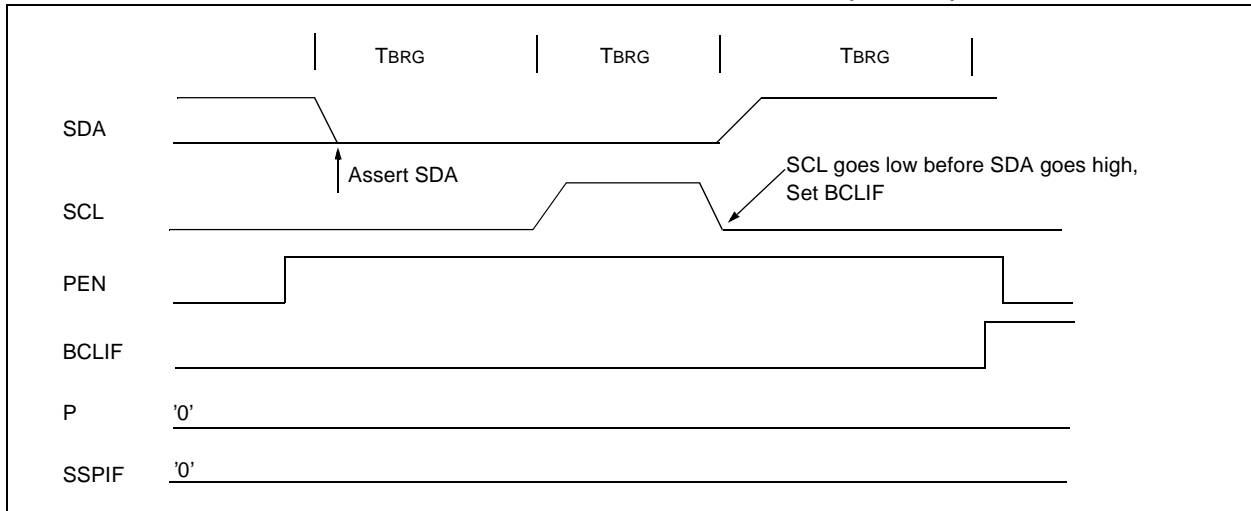 TBRG TBRG TBRG
SDA
Assert SDA
SCL goes low before SDA goes high,
Set BCLIF
SCL
PEN
BCLIF
P '0'
SSPIF '0'